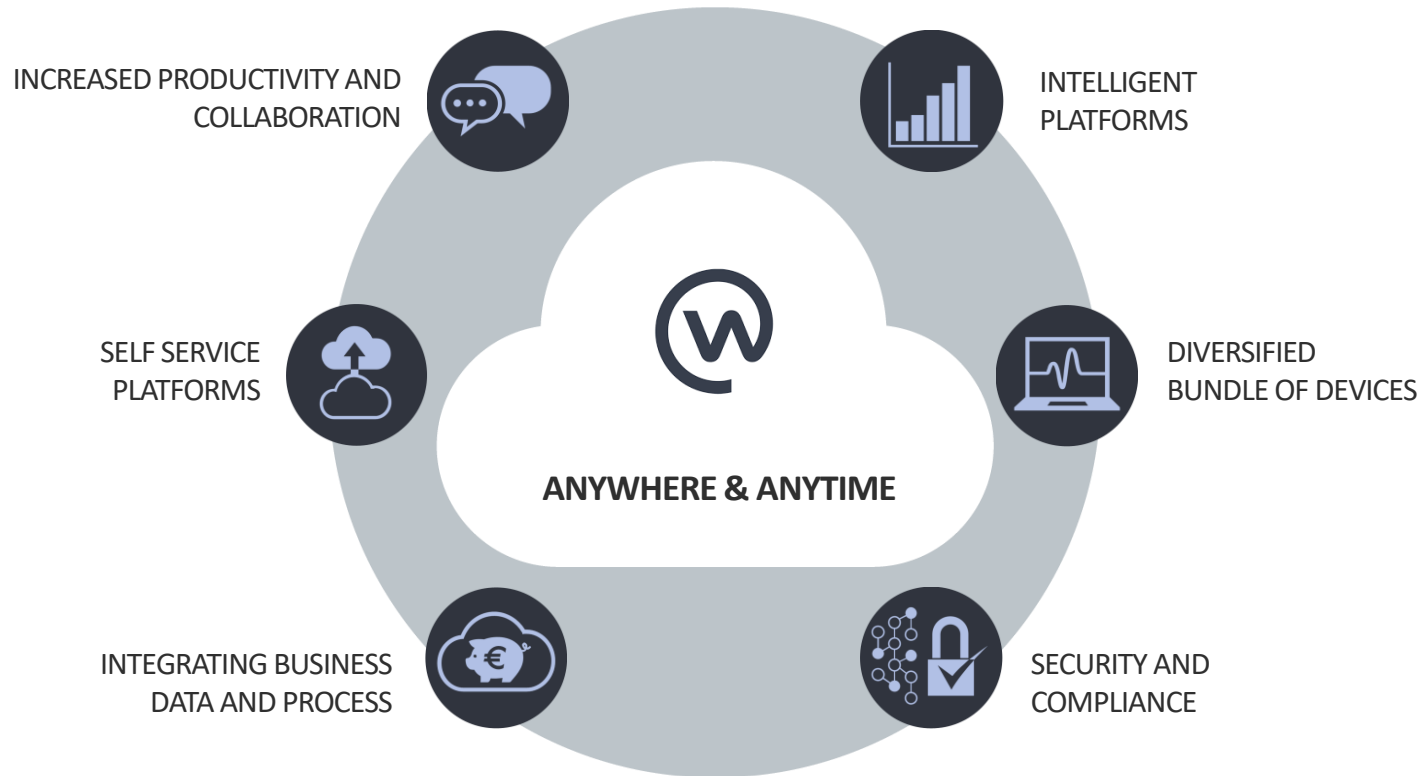 INCREASED PRODUCTIVITY AND
COLLABORATION
INTELLIGENT
PLATFORMS
SELF SERVICE
PLATFORMS
DIVERSIFIED
BUNDLE OF DEVICES
W
ANYWHERE & ANYTIME
€
INTEGRATING BUSINESS
DATA AND PROCESS
SECURITY AND
COMPLIANCE